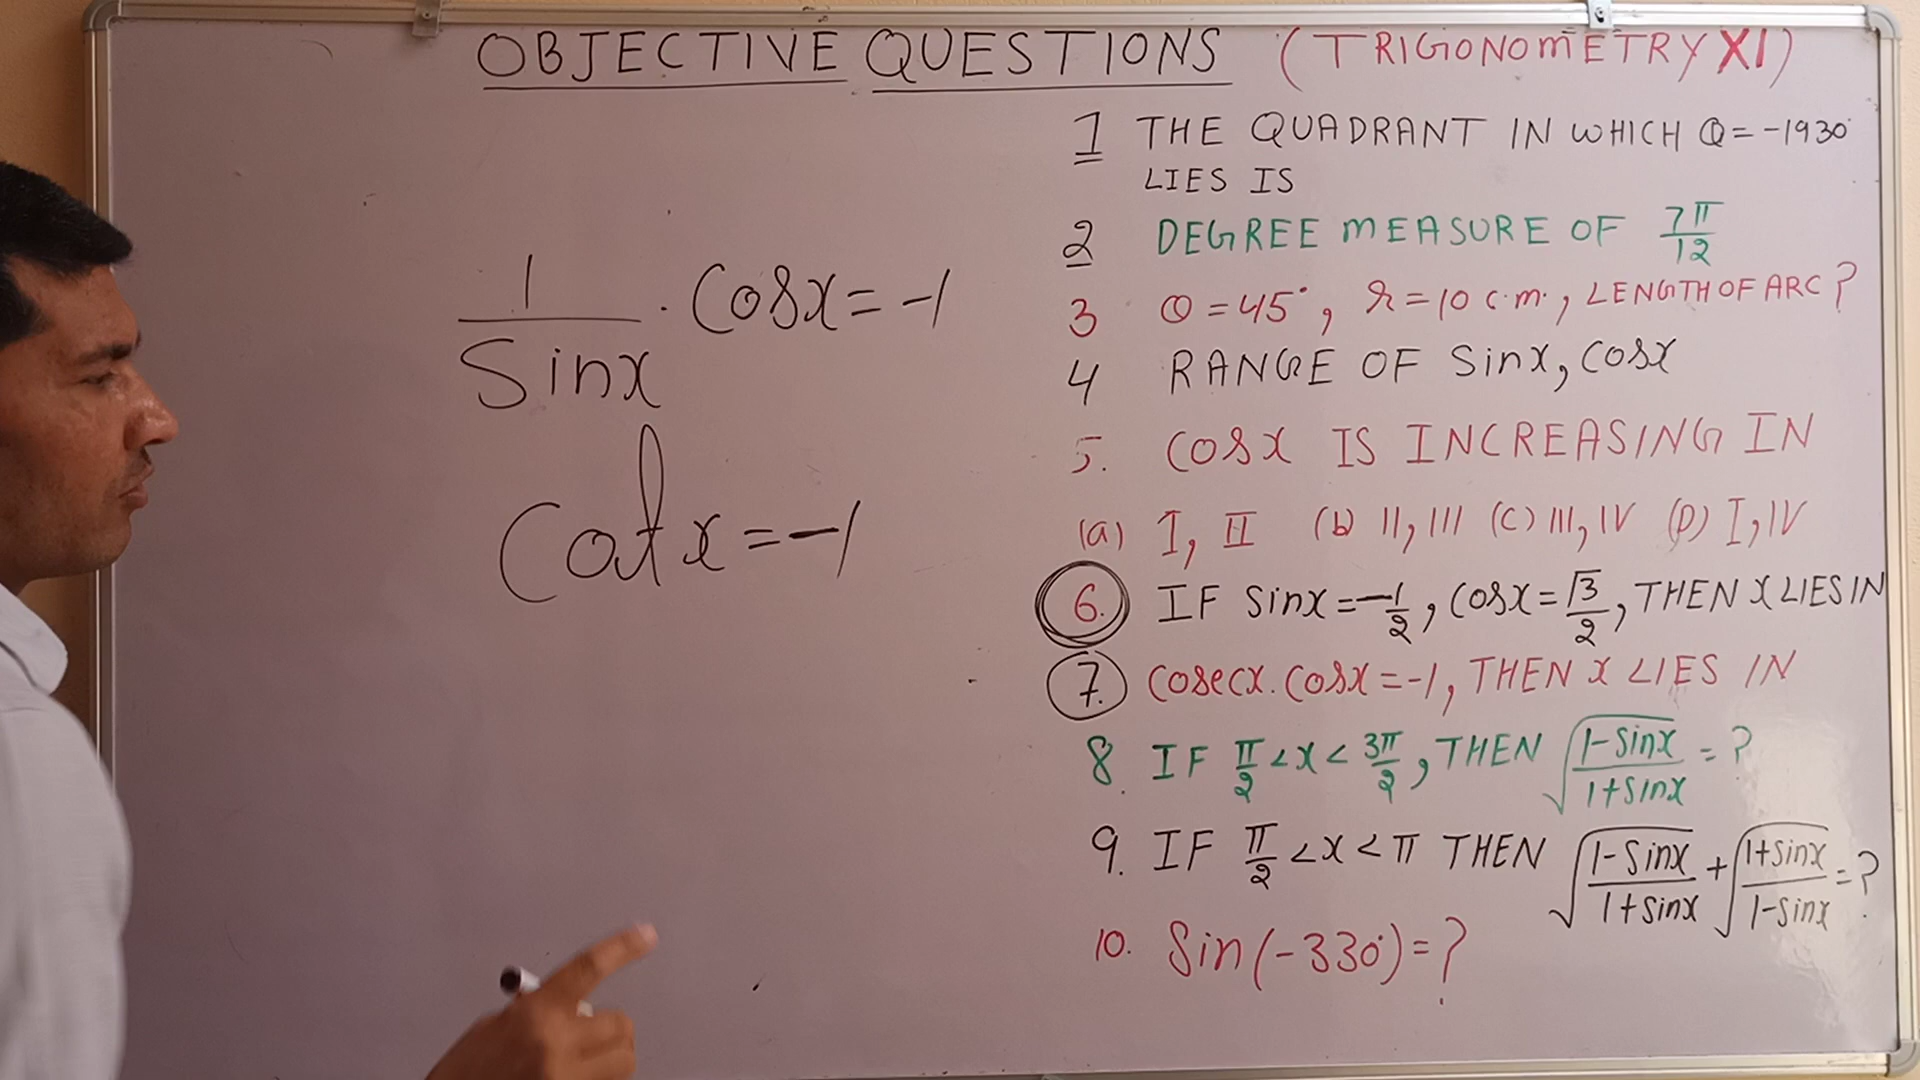 OBJECTIVE QUESTIONS (TRIGONOMETRY XI)
1/Sinx . Cosx = -1
Cotx = -1
1 THE QUADRANT IN WHICH θ = -1930°
LIES IS
2 DEGREE MEASURE OF 7π/12
3 θ = 45°, r = 10 c.m., LENGTH OF ARC?
4 RANGE OF Sinx, Cosx
5. Cosx IS INCREASING IN
(a) I, II (b) II, III (C) III, IV (D) I, IV
6. IF Sinx = -1/2, Cosx = √3/2, THEN x LIES IN
7. Cosecx. Cosx = -1, THEN x LIES IN
8. IF π/2 < x < 3π/2, THEN √(1-Sinx/1+Sinx) = ?
9. IF π/2 < x < π THEN √(1-Sinx/1+Sinx) + √(1+Sinx/1-Sinx) = ?
10. Sin(-330°) = ?